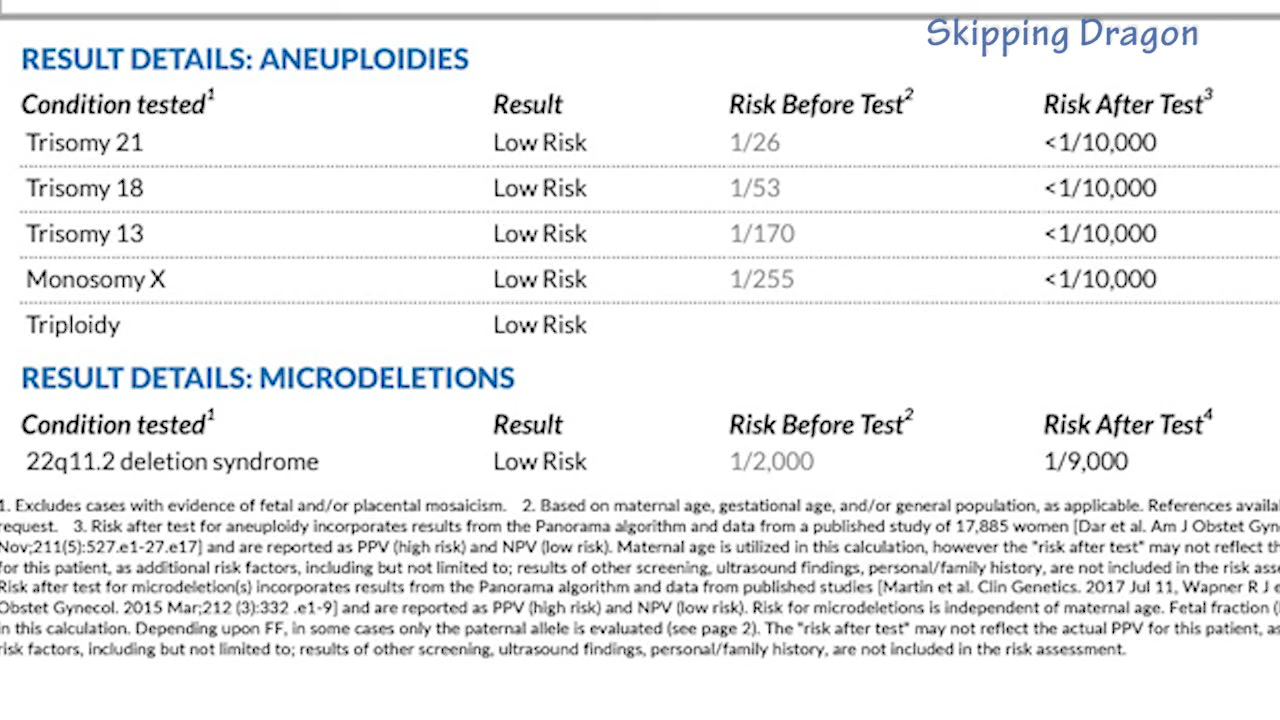 Skipping Dragon
RESULT DETAILS: ANEUPLOIDIES
Condition tested1 Result Risk Before Test2 Risk After Test3
Trisomy 21 Low Risk 1/26 <1/10,000
Trisomy 18 Low Risk 1/53 <1/10,000
Trisomy 13 Low Risk 1/170 <1/10,000
Monosomy X Low Risk 1/255 <1/10,000
Triploidy Low Risk
RESULT DETAILS: MICRODELETIONS
Condition tested1 Result Risk Before Test2 Risk After Test4
22q11.2 deletion syndrome Low Risk 1/2,000 1/9,000
1. Excludes cases with evidence of fetal and/or placental mosaicism. 2. Based on maternal age, gestational age, and/or general population, as applicable. References
request. 3. Risk after test for aneuploidy incorporates results from the Panorama algorithm and data from a published study of 17,885 women [Dar et al. Am J Obstet
Nov;211(5):527.e1-27.e17] and are reported as PPV (high risk) and NPV (low risk). Maternal age is utilized in this calculation, however the "risk after test" may not reflect
for this patient, as additional risk factors, including but not limited to; results of other screening, ultrasound findings, personal/family history, are not included in the risk
Risk after test for microdeletion(s) incorporates results from the Panorama algorithm and data from published studies [Martin et al. Clin Genetics. 2017 Jul 11, Wapner R J
Obstet Gynecol. 2015 Mar;212 (3):332 .e1-9] and are reported as PPV (high risk) and NPV (low risk). Risk for microdeletions is independent of maternal age. Fetal fraction
in this calculation. Depending upon FF, in some cases only the paternal allele is evaluated (see page 2). The "risk after test" may not reflect the actual PPV for this patient,
risk factors, including but not limited to; results of other screening, ultrasound findings, personal/family history, are not included in the risk assessment.